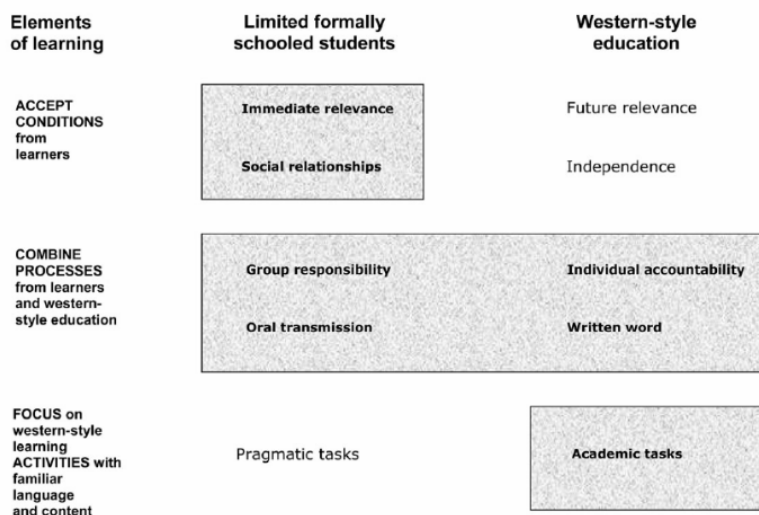 Elements
of learning
Limited formally
schooled students
Western-style
education
ACCEPT
CONDITIONS
from
learners
Immediate relevance
Future relevance
Social relationships
Independence
COMBINE
PROCESSES
from learners
and western-
style education
Group responsibility
Individual accountability
Oral transmission
Written word
FOCUS on
western-style
learning
ACTIVITIES with
familiar
language
and content
Pragmatic tasks
Academic tasks